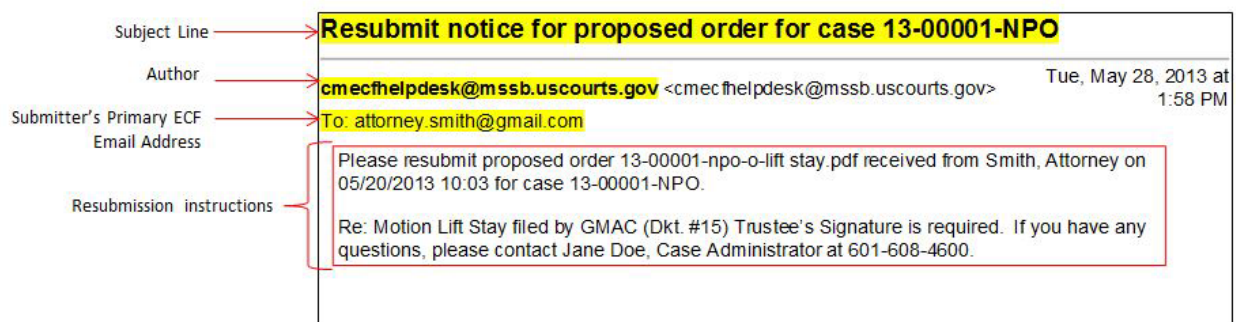 Subject Line
Resubmit notice for proposed order for case 13-00001-NPO
Author
cmecfhelpdesk@mssb.uscourts.gov <cmecfhelpdesk@mssb.uscourts.gov>
Tue, May 28, 2013 at
1:58 PM
Submitter's Primary ECF
Email Address
To: attorney.smith@gmail.com
Resubmission instructions
Please resubmit proposed order 13-00001-npo-o-lift stay.pdf received from Smith, Attorney on
05/20/2013 10:03 for case 13-00001-NPO.
Re: Motion Lift Stay filed by GMAC (Dkt. #15) Trustee's Signature is required. If you have any
questions, please contact Jane Doe, Case Administrator at 601-608-4600.